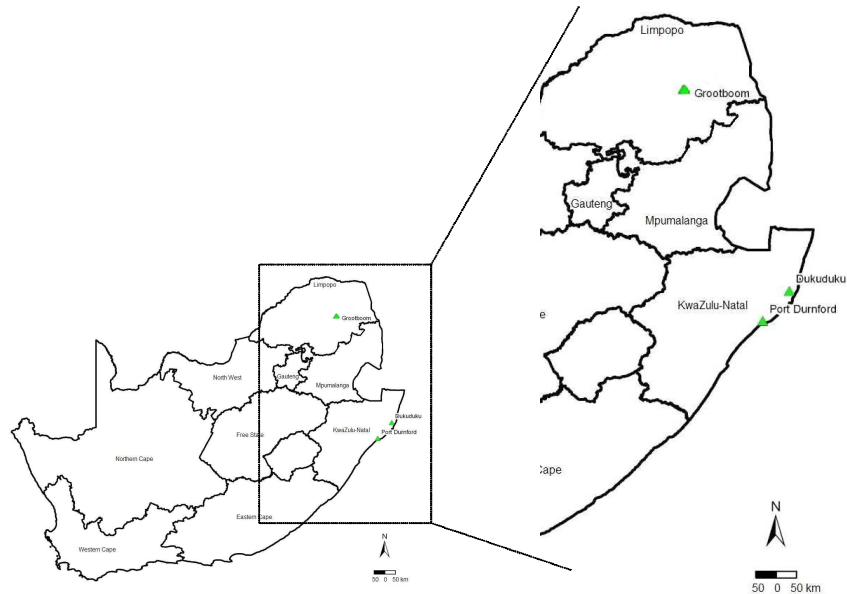 Limpopo
Grootboom
North West
Gauteng
Mpumalanga
Dukuduku
KwaZulu-Natal
Port Durnford
Free State
Northern Cape
Eastern Cape
Western Cape
N
50 0 50 km
Limpopo
Grootboom
Gauteng
Mpumalanga
Dukuduku
KwaZulu-Natal
Port Durnford
e
Cape
N
50 0 50 km